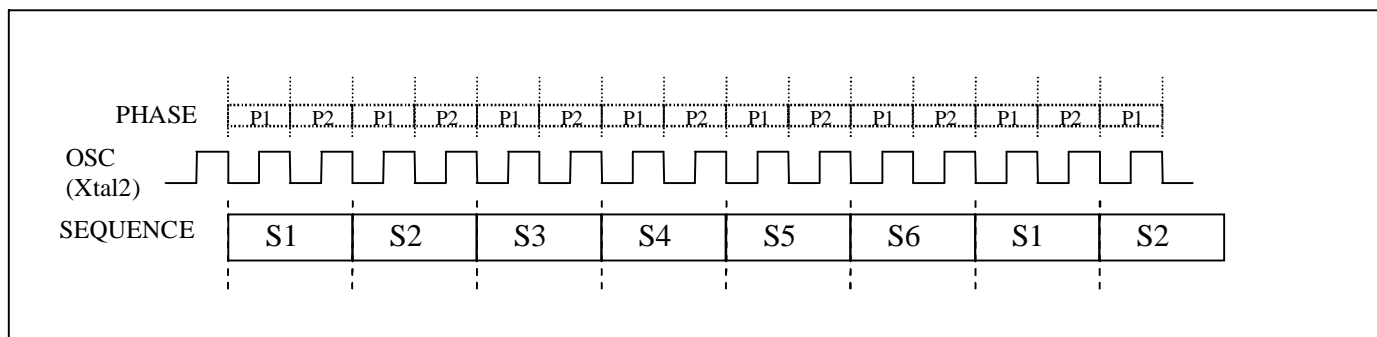 PHASE P1 P2 P1 P2 P1 P2 P1 P2 P1 P2 P1 P2 P1 P2 P1
OSC
(Xtal2)
SEQUENCE S1 S2 S3 S4 S5 S6 S1 S2